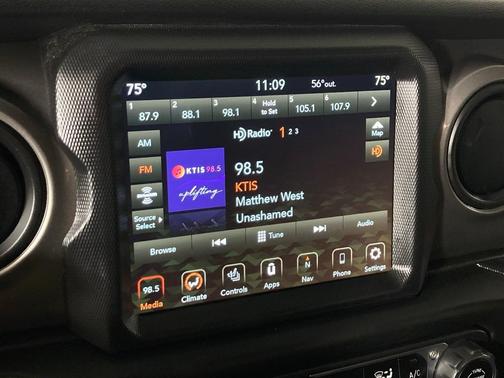 75° 11:09 56°out. 75°
1 87.9 2 88.1 3 98.1 4 Hold to Set 5 105.1 6 107.9
AM HD Radio 1 2 3 Map
FM KTIS 98.5 98.5 HD
uplifting KTIS
Matthew West
Source Select Unashamed
Browse Tune Audio
98.5
Media Climate Controls Apps Nav Phone Settings
A/C